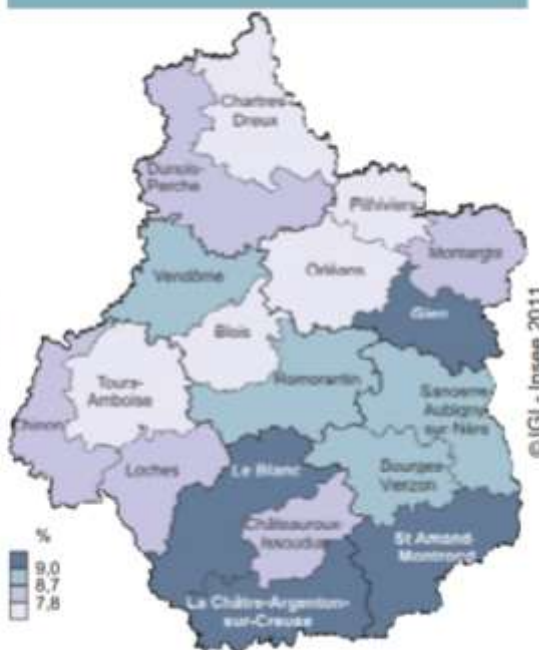 Chartres-
Dreux
Dunois-
Perche
Pithiviers
Montargis
Vendôme
Orléans
Gien
Blois
Tours-
Amboise
Romorantin
Sancerre-
Aubigny
sur Nère
Chinon
Loches
Le Blanc
Bourges-
Vierzon
Châteauroux-
Issoudun
St Amand-
Montrond
La Châtre-Argenton-
sur-Creuse
%
9,0
8,7
7,8
© IGN - Insee 2011